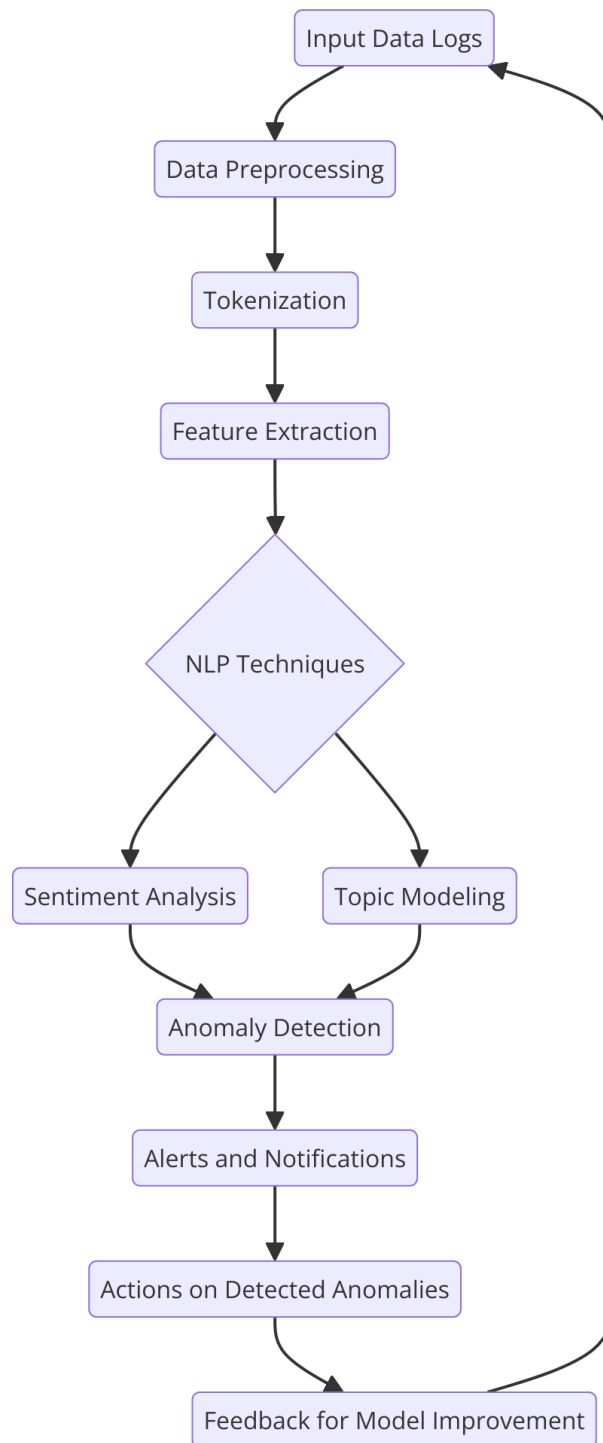 Input Data Logs
Data Preprocessing
Tokenization
Feature Extraction
NLP Techniques
Sentiment Analysis
Topic Modeling
Anomaly Detection
Alerts and Notifications
Actions on Detected Anomalies
Feedback for Model Improvement